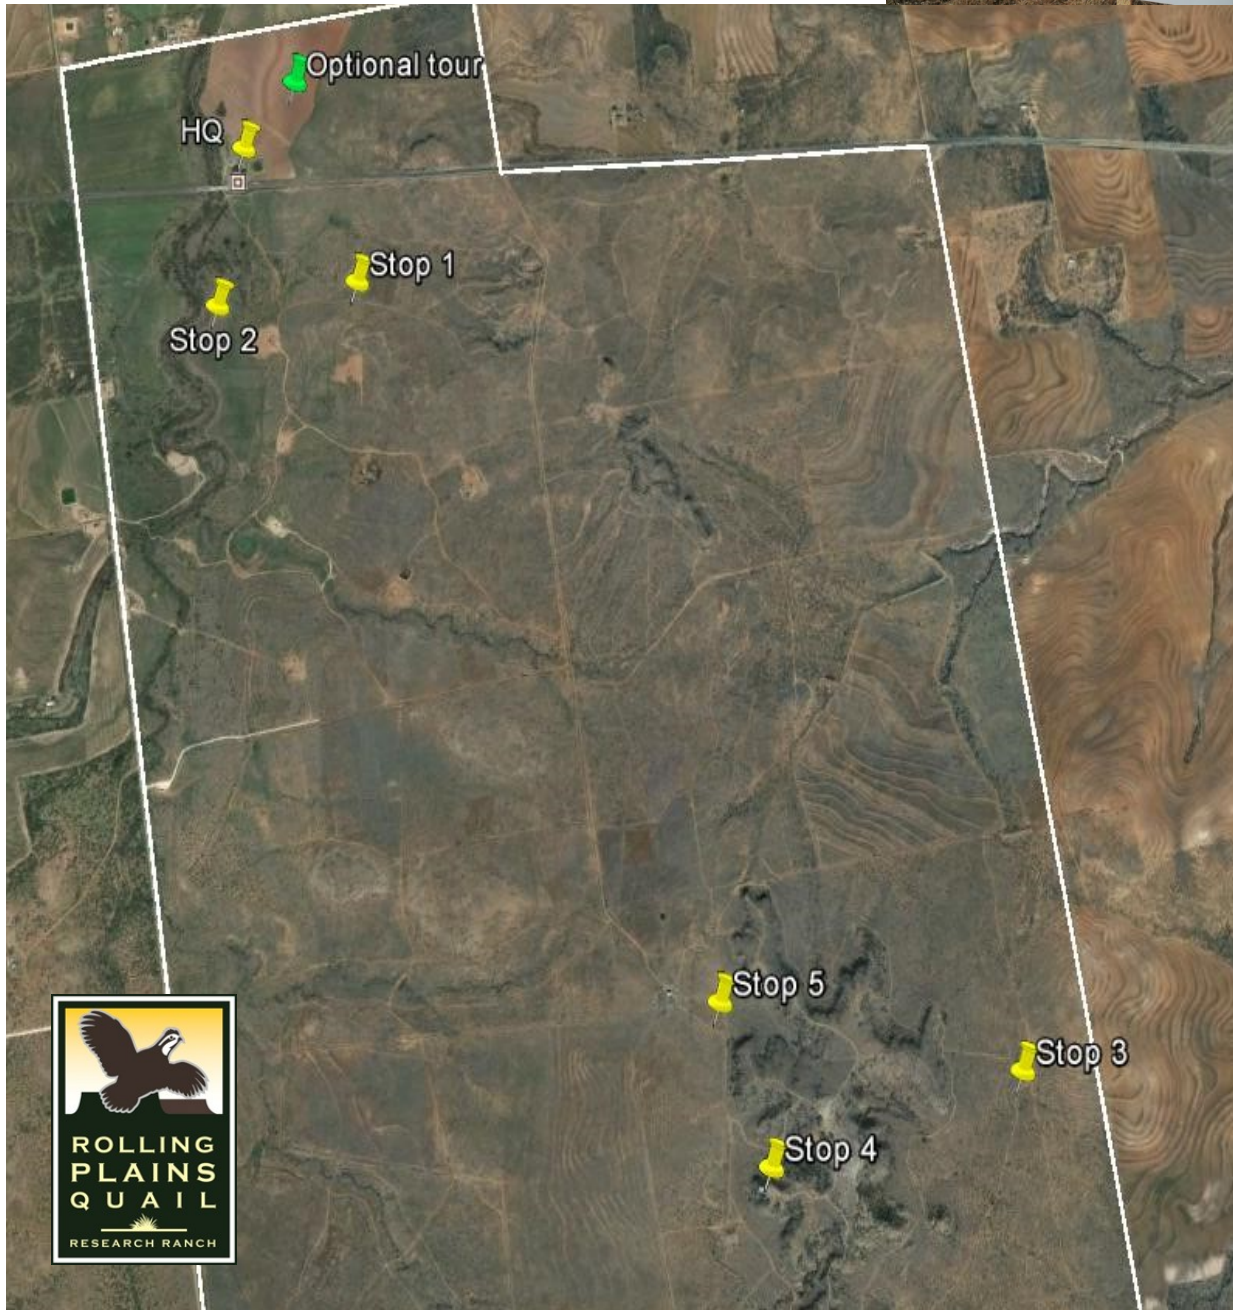 Optional tour
HQ
Stop 1
Stop 2
Stop 5
Stop 3
Stop 4
ROLLING
PLAINS
QUAIL
RESEARCH RANCH